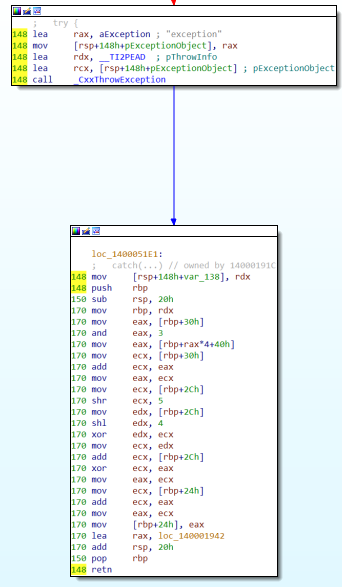 ;   try {
148 lea     rax, aException ; "exception"
148 mov     [rsp+148h+pExceptionObject], rax
148 lea     rdx, __TI2PEAD  ; pThrowInfo
148 lea     rcx, [rsp+148h+pExceptionObject] ; pExceptionObject
148 call    _CxxThrowException
loc_1400051E1:
;   catch(...) // owned by 14000191C
148 mov     [rsp+148h+var_138], rdx
148 push    rbp
150 sub     rsp, 20h
170 mov     rbp, rdx
170 mov     eax, [rbp+30h]
170 and     eax, 3
170 mov     eax, [rbp+rax*4+40h]
170 mov     ecx, [rbp+30h]
170 add     ecx, eax
170 mov     eax, ecx
170 mov     ecx, [rbp+2Ch]
170 shr     ecx, 5
170 mov     edx, [rbp+2Ch]
170 shl     edx, 4
170 xor     edx, ecx
170 mov     ecx, edx
170 add     ecx, [rbp+2Ch]
170 xor     ecx, eax
170 mov     eax, ecx
170 mov     ecx, [rbp+24h]
170 add     ecx, eax
170 mov     eax, ecx
170 mov     [rbp+24h], eax
170 lea     rax, loc_140001942
170 add     rsp, 20h
150 pop     rbp
148 retn